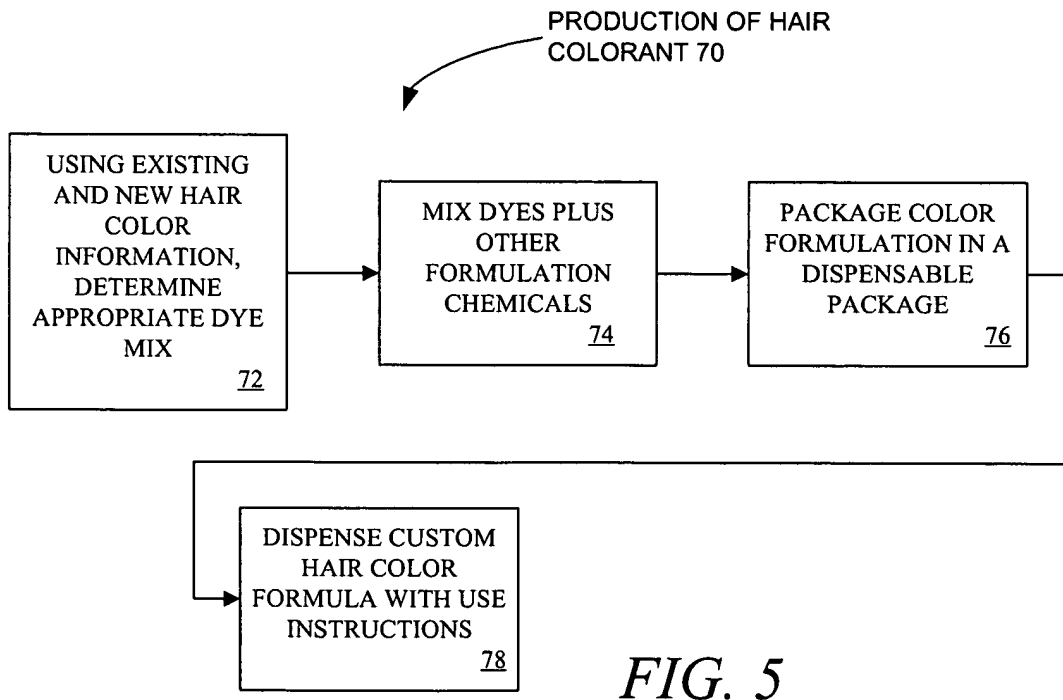 PRODUCTION OF HAIR
COLORANT 70
USING EXISTING
AND NEW HAIR
COLOR
INFORMATION,
DETERMINE
APPROPRIATE DYE
MIX
72
MIX DYES PLUS
OTHER
FORMULATION
CHEMICALS
74
PACKAGE COLOR
FORMULATION IN A
DISPENSABLE
PACKAGE
76
DISPENSE CUSTOM
HAIR COLOR
FORMULA WITH USE
INSTRUCTIONS
78
FIG. 5